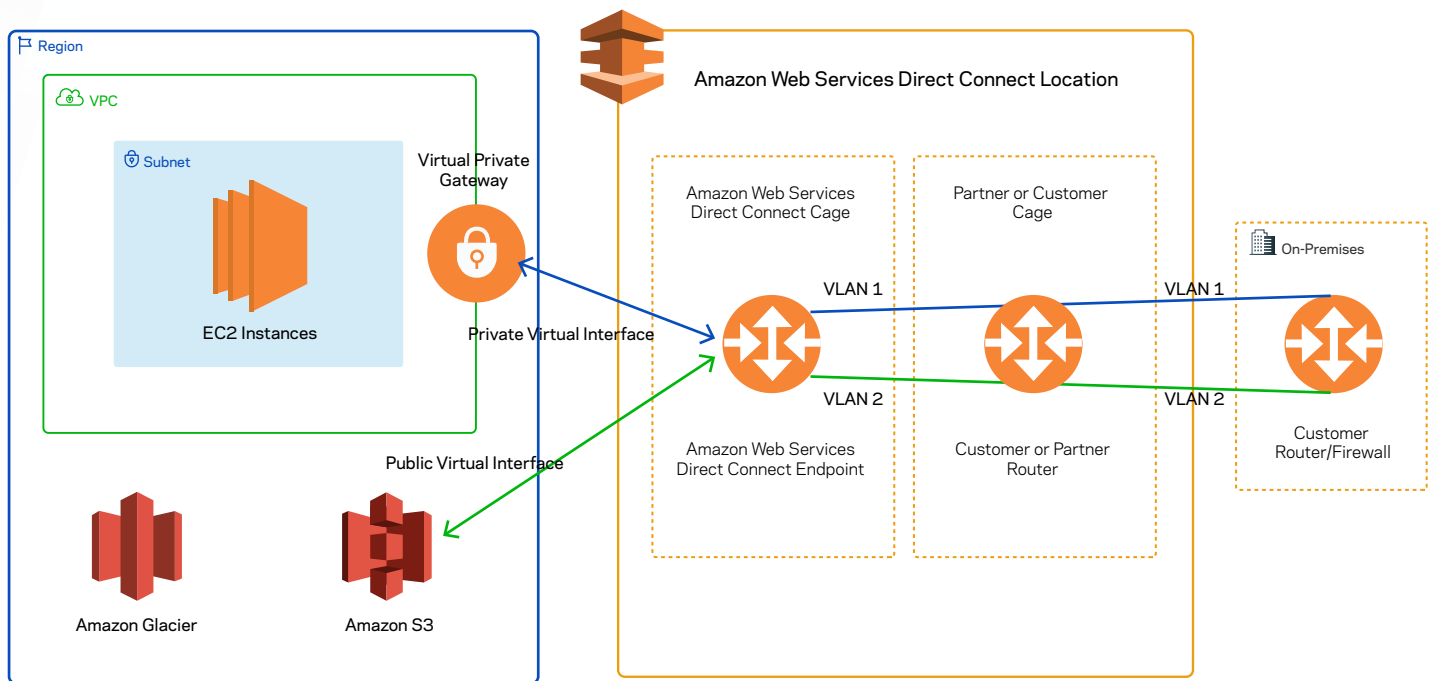 Region
VPC
Subnet
EC2 Instances
Virtual Private
Gateway
Private Virtual Interface
Public Virtual Interface
Amazon Glacier
Amazon S3
Amazon Web Services Direct Connect Location
Amazon Web Services
Direct Connect Cage
VLAN 1
VLAN 2
Amazon Web Services
Direct Connect Endpoint
Partner or Customer
Cage
Customer or Partner
Router
VLAN 1
VLAN 2
On-Premises
Customer
Router/Firewall